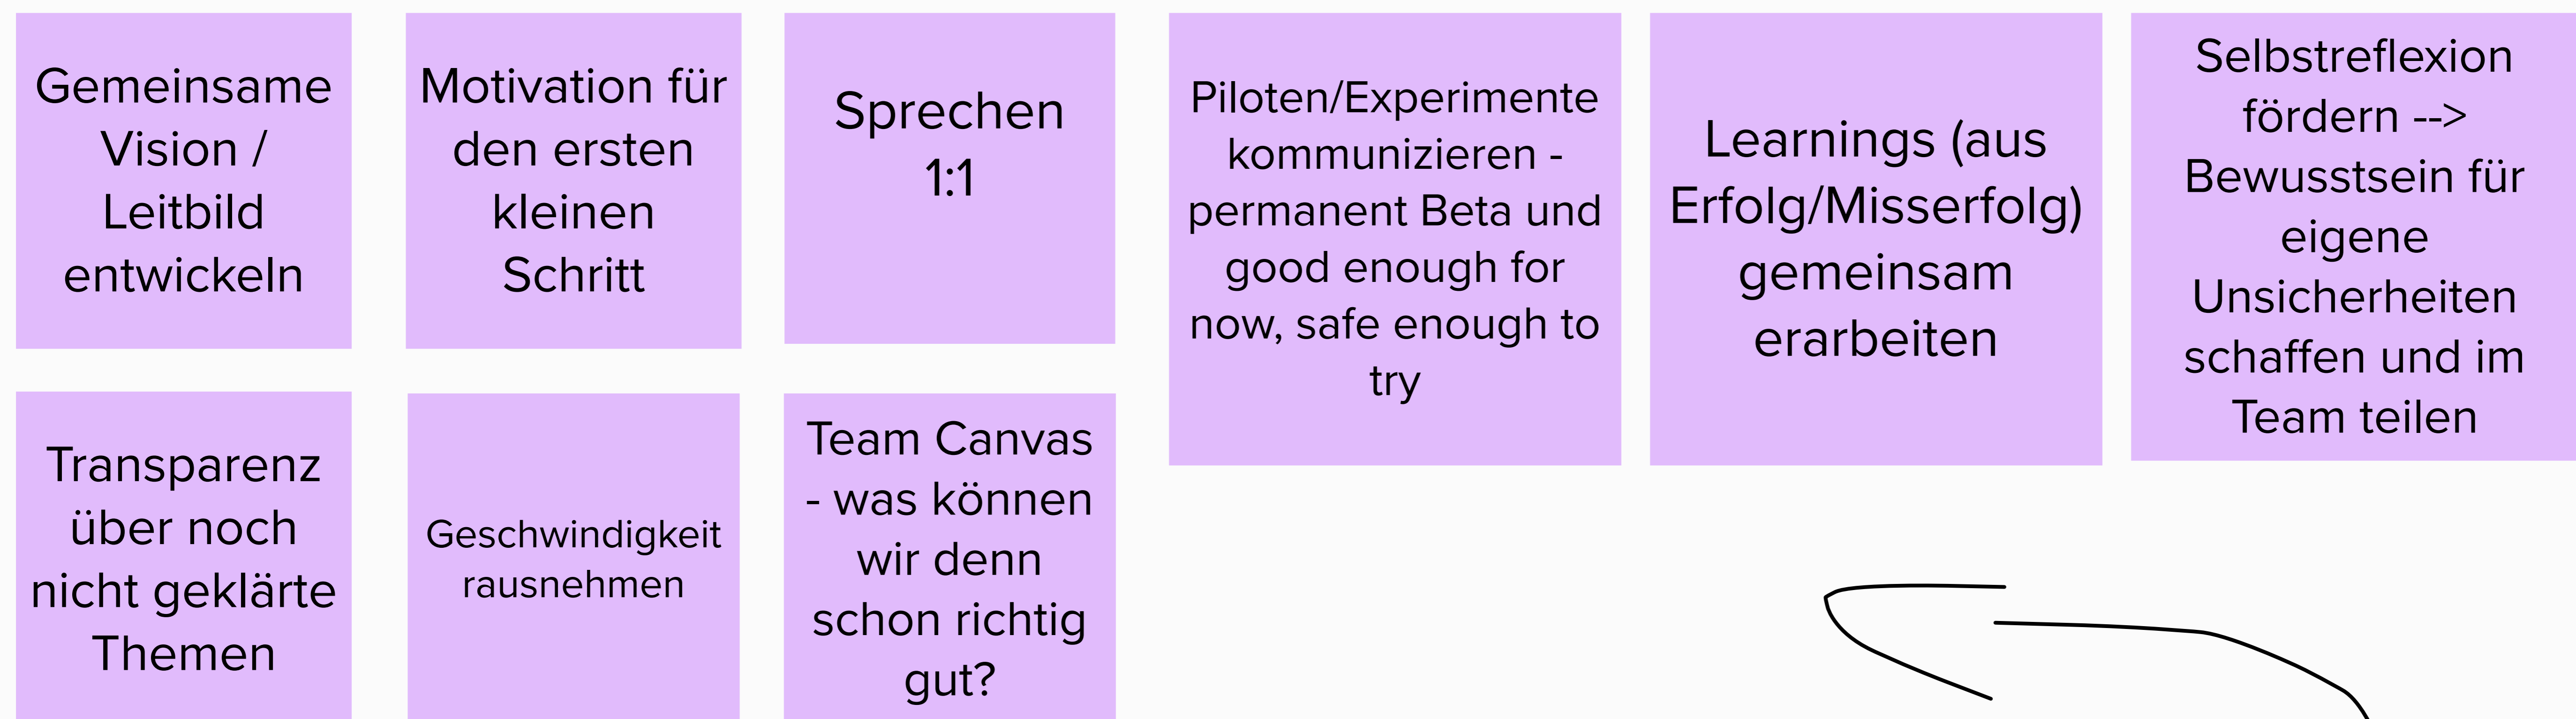 Gemeinsame
Vision /
Leitbild
entwickeln
Motivation für
den ersten
kleinen
Schritt
Sprechen
1:1
Piloten/Experimente
kommunizieren -
permanent Beta und
good enough for
now, safe enough to
try
Learnings (aus
Erfolg/Misserfolg)
gemeinsam
erarbeiten
Selbstreflexion
fördern -->
Bewusstsein für
eigene
Unsicherheiten
schaffen und im
Team teilen
Transparenz
über noch
nicht geklärte
Themen
Geschwindigkeit
rausnehmen
Team Canvas
- was können
wir denn
schon richtig
gut?